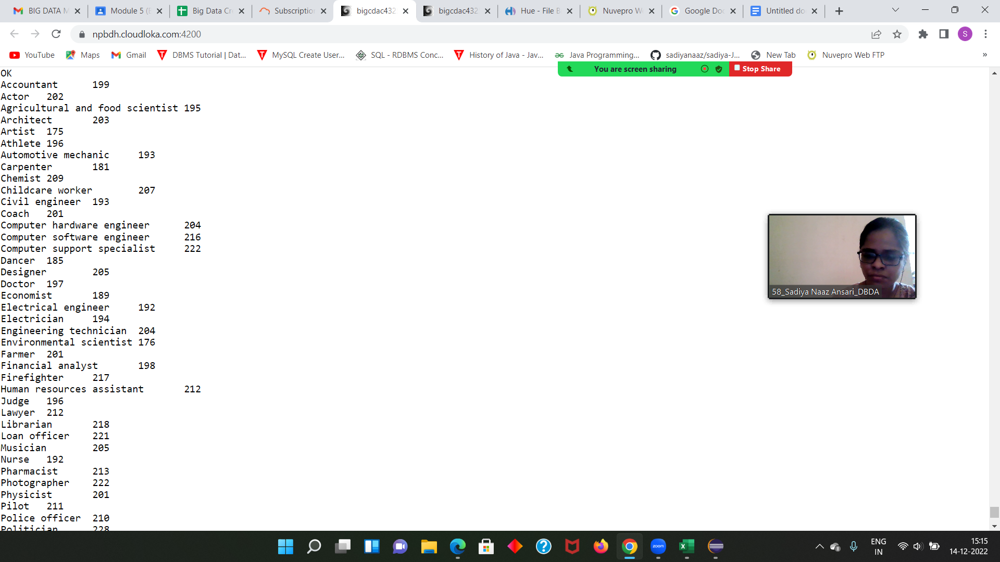 BIG DATA M
Module 5 (E
Big Data Cr
Subscription
bigcdac432
bigcdac432
Hue - File B
Nuvepro We
Google Doc
Untitled do
npbdh.cloudloka.com:4200
S
YouTube
Maps
Gmail
DBMS Tutorial | Dat...
MySQL Create User...
SQL - RDBMS Conc...
History of Java - Jav...
Java Programming...
sadiyanaaz/sadiya-J...
New Tab
Nuvepro Web FTP
»
You are screen sharing
Stop Share
OK
Accountant 199
Actor 202
Agricultural and food scientist 195
Architect 203
Artist 175
Athlete 196
Automotive mechanic 193
Carpenter 181
Chemist 209
Childcare worker 207
Civil engineer 193
Coach 201
Computer hardware engineer 204
Computer software engineer 216
Computer support specialist 222
Dancer 185
Designer 205
Doctor 197
Economist 189
Electrical engineer 192
Electrician 194
Engineering technician 204
Environmental scientist 176
Farmer 201
Financial analyst 198
Firefighter 217
Human resources assistant 212
Judge 196
Lawyer 212
Librarian 218
Loan officer 221
Musician 205
Nurse 192
Pharmacist 213
Photographer 222
Physicist 201
Pilot 211
Police officer 210
Politician 228
58_Sadiya Naaz Ansari_DBDA
zoom
ENG
IN
15:15
14-12-2022